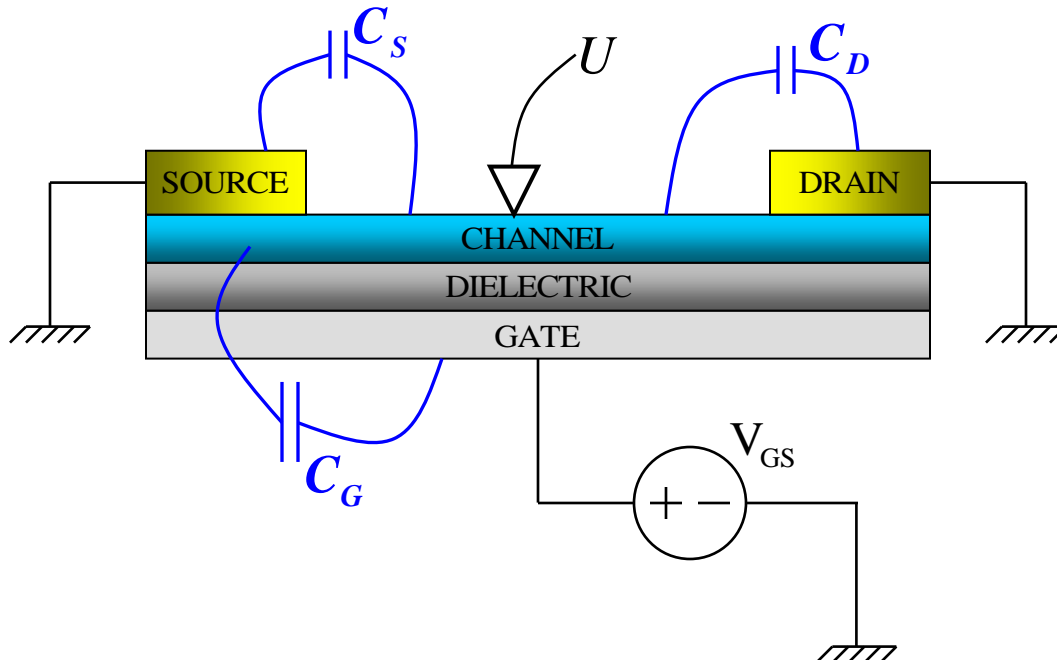 C_S
U
C_D
SOURCE
DRAIN
CHANNEL
DIELECTRIC
GATE
V_GS
+ −
C_G